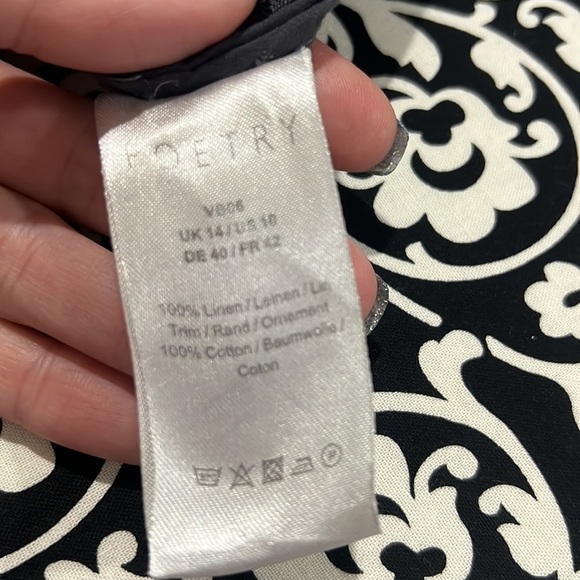 POETRY
VB06
UK 14 / US 10
DE 40 / FR 42
100% Linen / Leinen / Lin
Trim / Rand / Ornement
100% Cotton / Baumwolle /
Coton